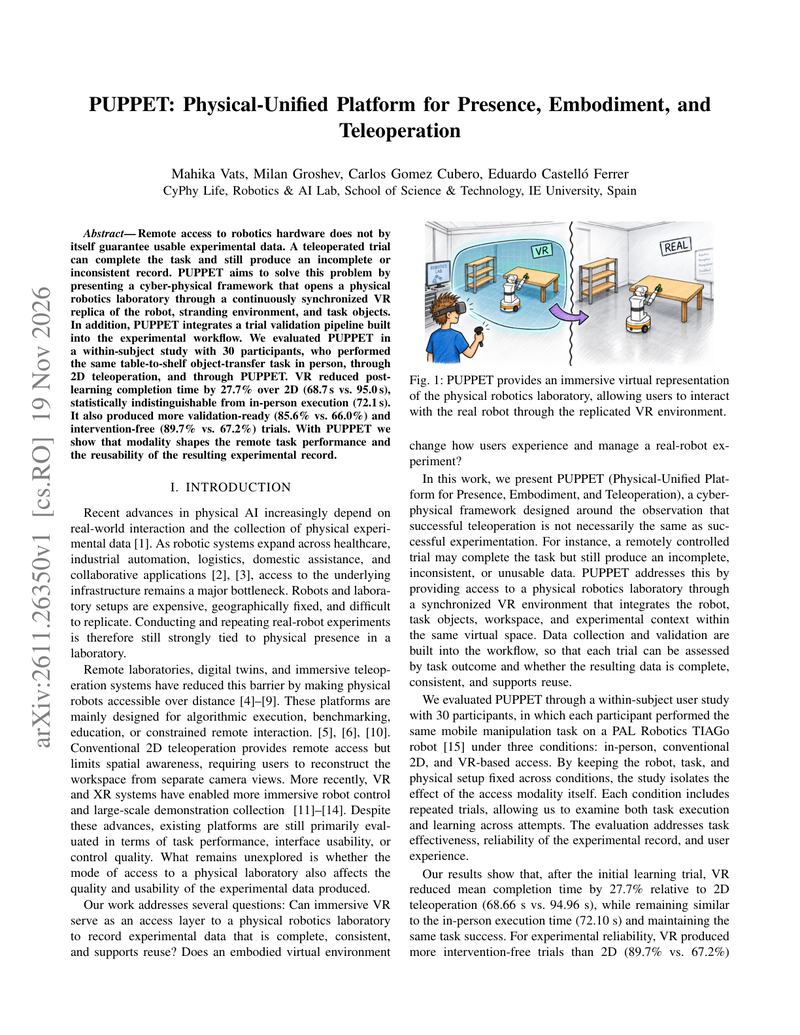 PUPPET: Physical-Unified Platform for Presence, Embodiment, and
Teleoperation
Mahika Vats, Milan Groshev, Carlos Gomez Cubero, Eduardo Castelló Ferrer
CyPhy Life, Robotics & AI Lab, School of Science & Technology, IE University, Spain
arXiv:2611.26350v1 [cs.RO] 19 Nov 2026
Abstract—Remote access to robotics hardware does not by
itself guarantee usable experimental data. A teleoperated trial
can complete the task and still produce an incomplete or
inconsistent record. PUPPET aims to solve this problem by
presenting a cyber-physical framework that opens a physical
robotics laboratory through a continuously synchronized VR
replica of the robot, stranding environment, and task objects.
In addition, PUPPET integrates a trial validation pipeline built
into the experimental workflow. We evaluated PUPPET in
a within-subject study with 30 participants, who performed
the same table-to-shelf object-transfer task in person, through
2D teleoperation, and through PUPPET. VR reduced post-
learning completion time by 27.7% over 2D (68.7 s vs. 95.0 s),
statistically indistinguishable from in-person execution (72.1 s).
It also produced more validation-ready (85.6% vs. 66.0%) and
intervention-free (89.7% vs. 67.2%) trials. With PUPPET we
show that modality shapes the remote task performance and
the reusability of the resulting experimental record.
I. INTRODUCTION
Recent advances in physical AI increasingly depend on
real-world interaction and the collection of physical experi-
mental data [1]. As robotic systems expand across healthcare,
industrial automation, logistics, domestic assistance, and
collaborative applications [2], [3], access to the underlying
infrastructure remains a major bottleneck. Robots and labora-
tory setups are expensive, geographically fixed, and difficult
to replicate. Conducting and repeating real-robot experiments
is therefore still strongly tied to physical presence in a
laboratory.
Remote laboratories, digital twins, and immersive teleop-
eration systems have reduced this barrier by making physical
robots accessible over distance [4]–[9]. These platforms are
mainly designed for algorithmic execution, benchmarking,
education, or constrained remote interaction. [5], [6], [10].
Conventional 2D teleoperation provides remote access but
limits spatial awareness, requiring users to reconstruct the
workspace from separate camera views. More recently, VR
and XR systems have enabled more immersive robot control
and large-scale demonstration collection [11]–[14]. Despite
these advances, existing platforms are still primarily eval-
uated in terms of task performance, interface usability, or
control quality. What remains unexplored is whether the
mode of access to a physical laboratory also affects the
quality and usability of the experimental data produced.
Our work addresses several questions: Can immersive VR
serve as an access layer to a physical robotics laboratory
to record experimental data that is complete, consistent,
and supports reuse? Does an embodied virtual environment
ROBOTICS
LAB
VR
REAL
Fig. 1: PUPPET provides an immersive virtual representation
of the physical robotics laboratory, allowing users to interact
with the real robot through the replicated VR environment.
change how users experience and manage a real-robot ex-
periment?
In this work, we present PUPPET (Physical-Unified Plat-
form for Presence, Embodiment, and Teleoperation), a cyber-
physical framework designed around the observation that
successful teleoperation is not necessarily the same as suc-
cessful experimentation. For instance, a remotely controlled
trial may complete the task but still produce an incomplete,
inconsistent, or unusable data. PUPPET addresses this by
providing access to a physical robotics laboratory through
a synchronized VR environment that integrates the robot,
task objects, workspace, and experimental context within
the same virtual space. Data collection and validation are
built into the workflow, so that each trial can be assessed
by task outcome and whether the resulting data is complete,
consistent, and supports reuse.
We evaluated PUPPET through a within-subject user study
with 30 participants, in which each participant performed the
same mobile manipulation task on a PAL Robotics TIAGo
robot [15] under three conditions: in-person, conventional
2D, and VR-based access. By keeping the robot, task, and
physical setup fixed across conditions, the study isolates the
effect of the access modality itself. Each condition includes
repeated trials, allowing us to examine both task execution
and learning across attempts. The evaluation addresses task
effectiveness, reliability of the experimental record, and user
experience.
Our results show that, after the initial learning trial, VR
reduced mean completion time by 27.7% relative to 2D
teleoperation (68.66 s vs. 94.96 s), while remaining similar
to the in-person execution time (72.10 s) and maintaining the
same task success. For experimental reliability, VR produced
more intervention-free trials than 2D (89.7% vs. 67.2%)